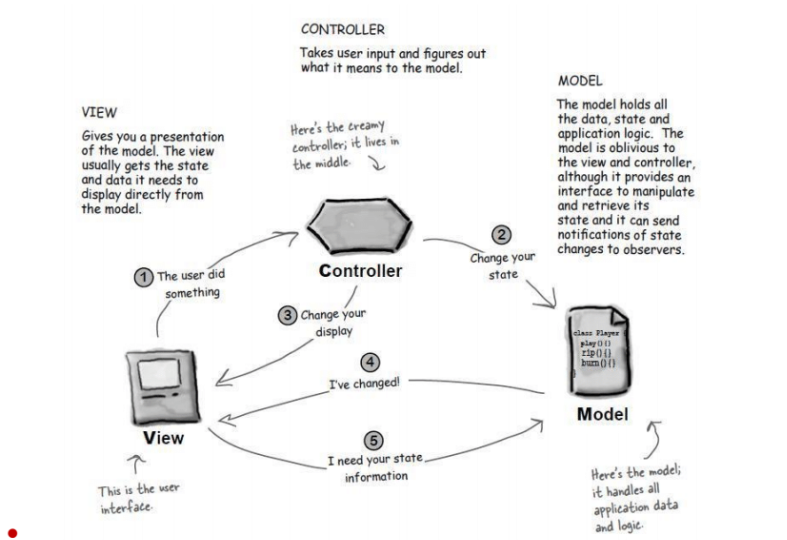 CONTROLLER
Takes user input and figures out
what it means to the model.
MODEL
The model holds all
the data, state and
application logic. The
model is oblivious to
the view and controller,
although it provides an
interface to manipulate
and retrieve its
state and it can send
notifications of state
changes to observers.
VIEW
Gives you a presentation
of the model. The view
usually gets the state
and data it needs to
display directly from
the model.
Here's the creamy
controller; it lives in
the middle.
Controller
1 The user did
something
2
Change your
state
3 Change your
display
4
I've changed!
5
I need your state
information
class Player {
play(){}
rip(){}
burn(){}
}
View
Model
This is the user
interface.
Here's the model;
it handles all
application data
and logic.